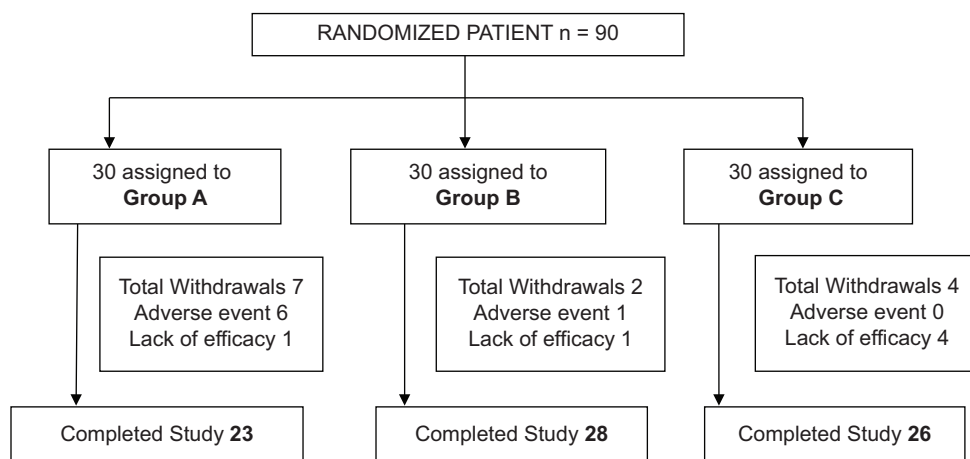 RANDOMIZED PATIENT n = 90
30 assigned to
Group A
30 assigned to
Group B
30 assigned to
Group C
Total Withdrawals 7
Adverse event 6
Lack of efficacy 1
Total Withdrawals 2
Adverse event 1
Lack of efficacy 1
Total Withdrawals 4
Adverse event 0
Lack of efficacy 4
Completed Study 23
Completed Study 28
Completed Study 26